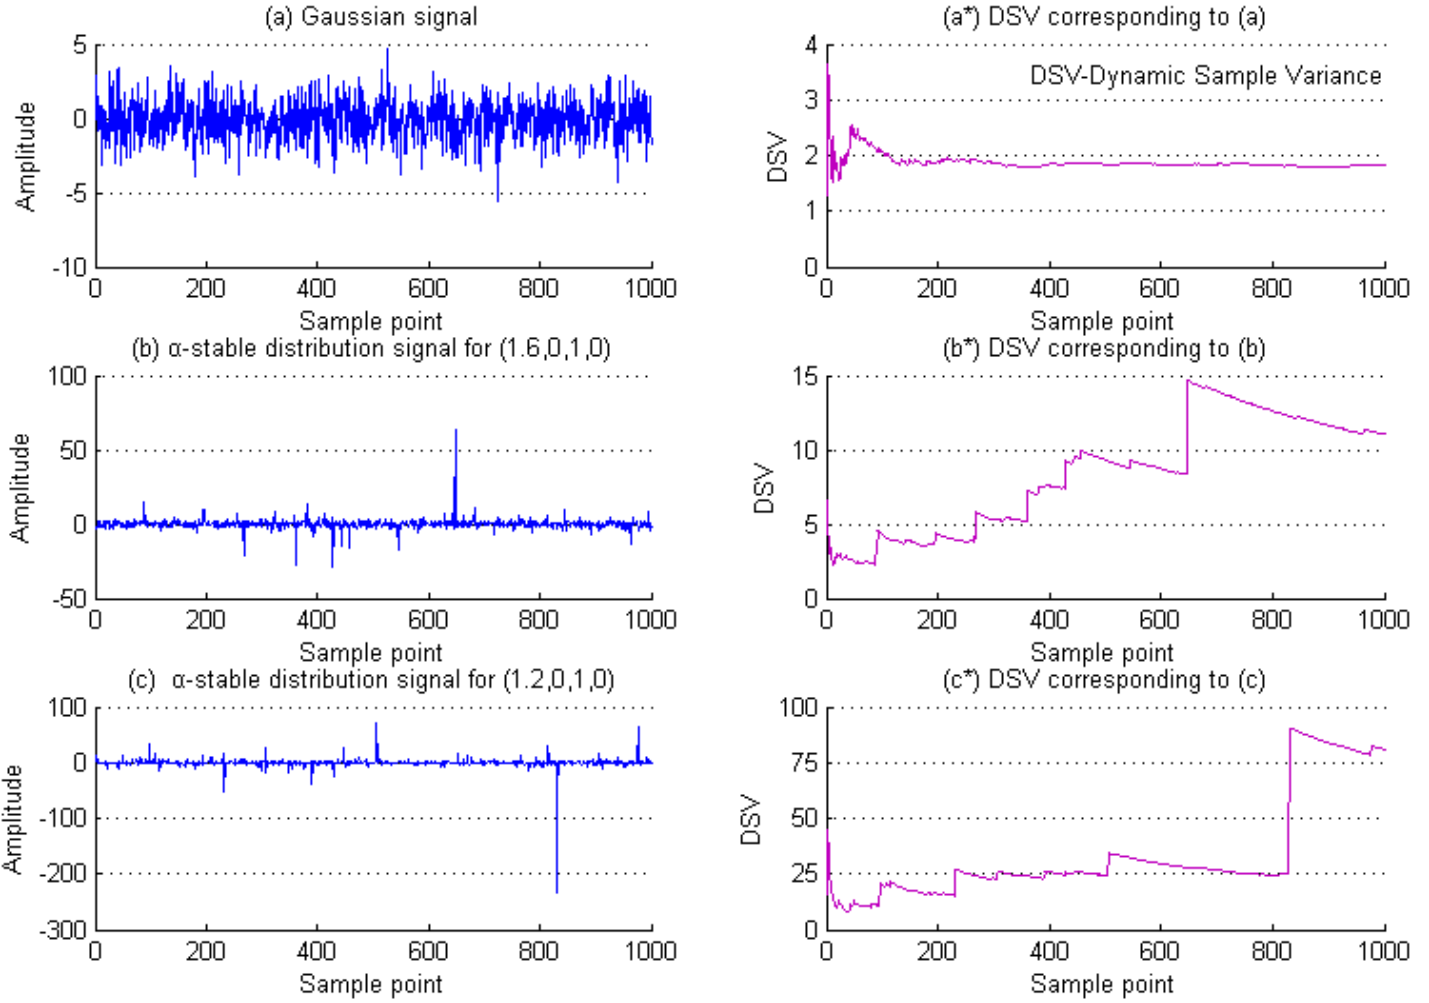 (a) Gaussian signal
5
0
-5
-10
Amplitude
0 200 400 600 800 1000
Sample point
(a*) DSV corresponding to (a)
DSV-Dynamic Sample Variance
4
3
2
1
0
DSV
0 200 400 600 800 1000
Sample point
(b) α-stable distribution signal for (1.6,0,1,0)
100
50
0
-50
Amplitude
0 200 400 600 800 1000
Sample point
(b*) DSV corresponding to (b)
15
10
5
0
DSV
0 200 400 600 800 1000
Sample point
(c) α-stable distribution signal for (1.2,0,1,0)
100
0
-100
-200
-300
Amplitude
0 200 400 600 800 1000
Sample point
(c*) DSV corresponding to (c)
100
75
50
25
0
DSV
0 200 400 600 800 1000
Sample point